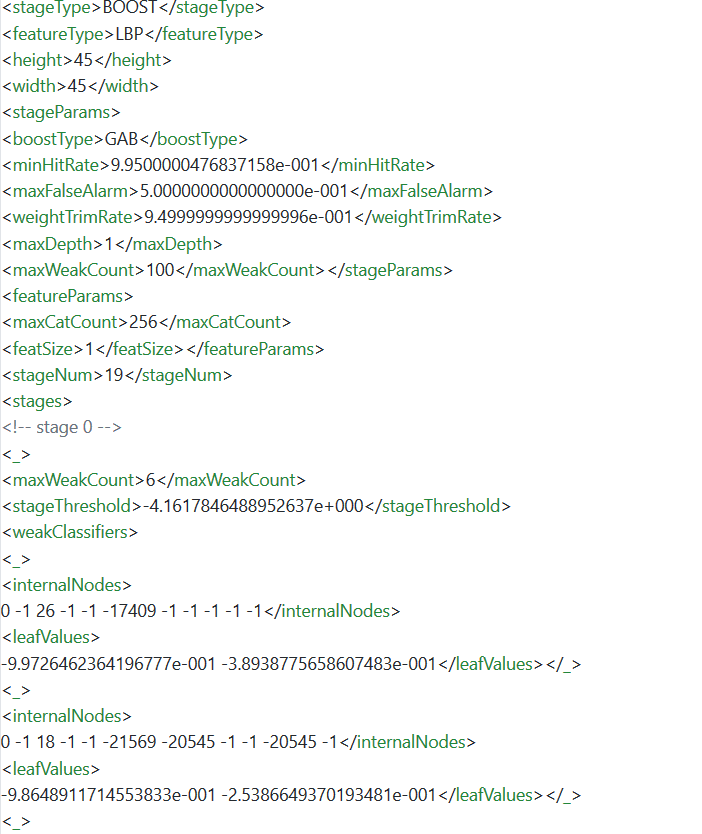 <stageType>BOOST</stageType>
<featureType>LBP</featureType>
<height>45</height>
<width>45</width>
<stageParams>
<boostType>GAB</boostType>
<minHitRate>9.9500000476837158e-001</minHitRate>
<maxFalseAlarm>5.0000000000000000e-001</maxFalseAlarm>
<weightTrimRate>9.4999999999999996e-001</weightTrimRate>
<maxDepth>1</maxDepth>
<maxWeakCount>100</maxWeakCount></stageParams>
<featureParams>
<maxCatCount>256</maxCatCount>
<featSize>1</featSize></featureParams>
<stageNum>19</stageNum>
<stages>
<!-- stage 0 -->
<_>
<maxWeakCount>6</maxWeakCount>
<stageThreshold>-4.1617846488952637e+000</stageThreshold>
<weakClassifiers>
<_>
<internalNodes>
0 -1 26 -1 -1 -17409 -1 -1 -1 -1 -1</internalNodes>
<leafValues>
-9.9726462364196777e-001 -3.8938775658607483e-001</leafValues></_>
<_>
<internalNodes>
0 -1 18 -1 -1 -21569 -20545 -1 -1 -20545 -1</internalNodes>
<leafValues>
-9.8648911714553833e-001 -2.5386649370193481e-001</leafValues></_>
<_>